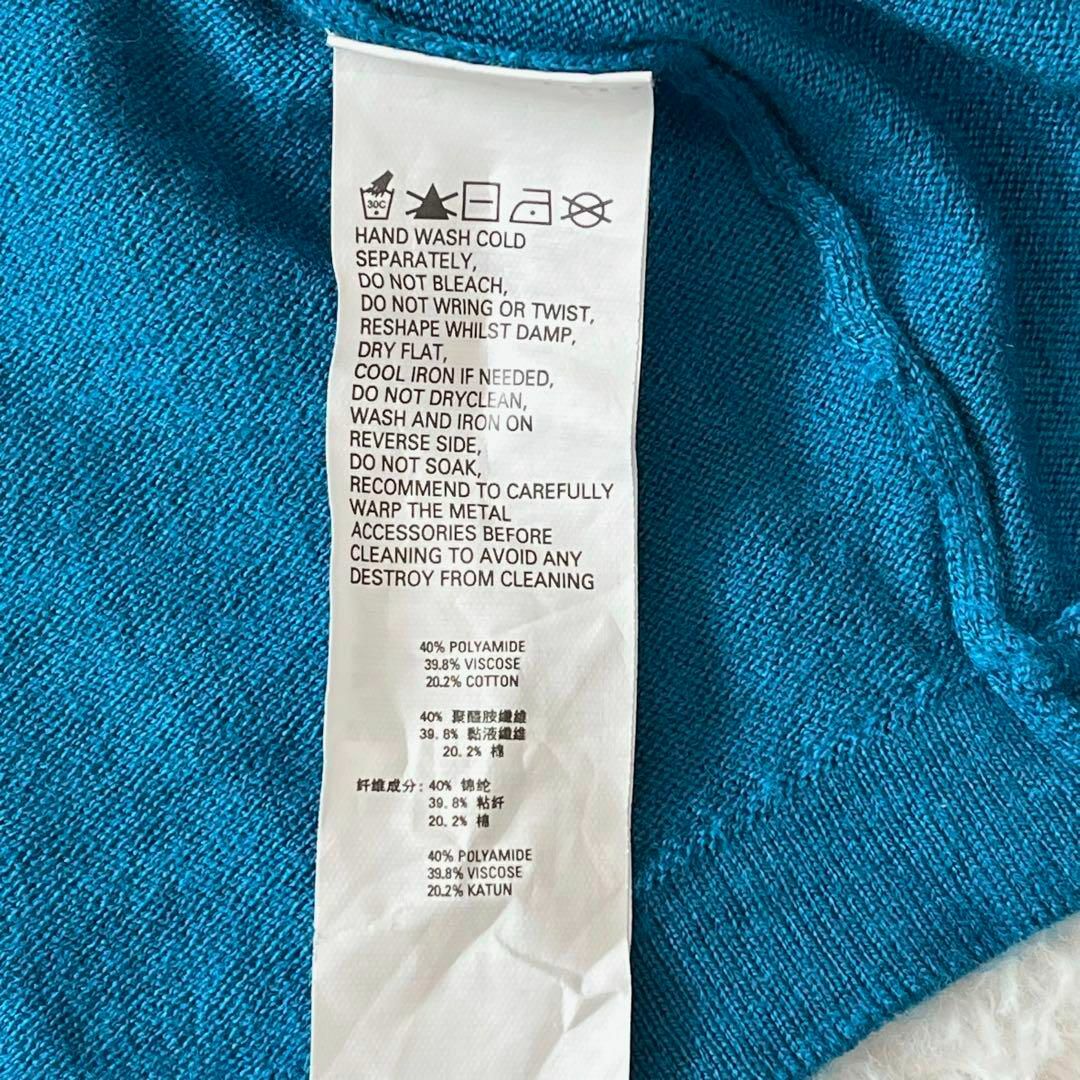 30C
HAND WASH COLD
SEPARATELY,
DO NOT BLEACH,
DO NOT WRING OR TWIST,
RESHAPE WHILST DAMP,
DRY FLAT,
COOL IRON IF NEEDED,
DO NOT DRYCLEAN,
WASH AND IRON ON
REVERSE SIDE,
DO NOT SOAK,
RECOMMEND TO CAREFULLY
WARP THE METAL
ACCESSORIES BEFORE
CLEANING TO AVOID ANY
DESTROY FROM CLEANING
40% POLYAMIDE
39.8% VISCOSE
20.2% COTTON
40% 聚醯胺纖維
39.8% 黏液纖維
20.2% 棉
纤维成分: 40% 锦纶
39.8% 粘纤
20.2% 棉
40% POLYAMIDE
39.8% VISCOSE
20.2% KATUN